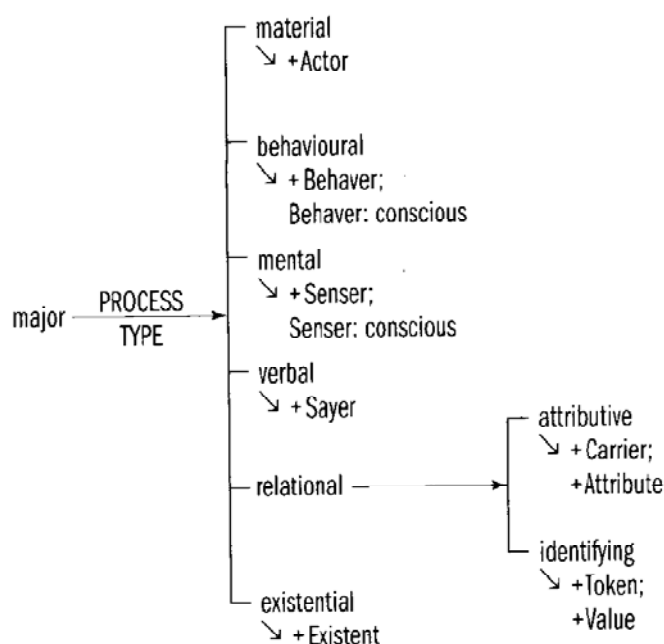 material
↘ +Actor
behavioural
↘ + Behaver;
Behaver: conscious
mental
↘ + Senser;
Senser: conscious
major
PROCESS
TYPE
verbal
↘ + Sayer
relational
attributive
↘ + Carrier;
+Attribute
identifying
↘ +Token;
+Value
existential
↘ + Existent